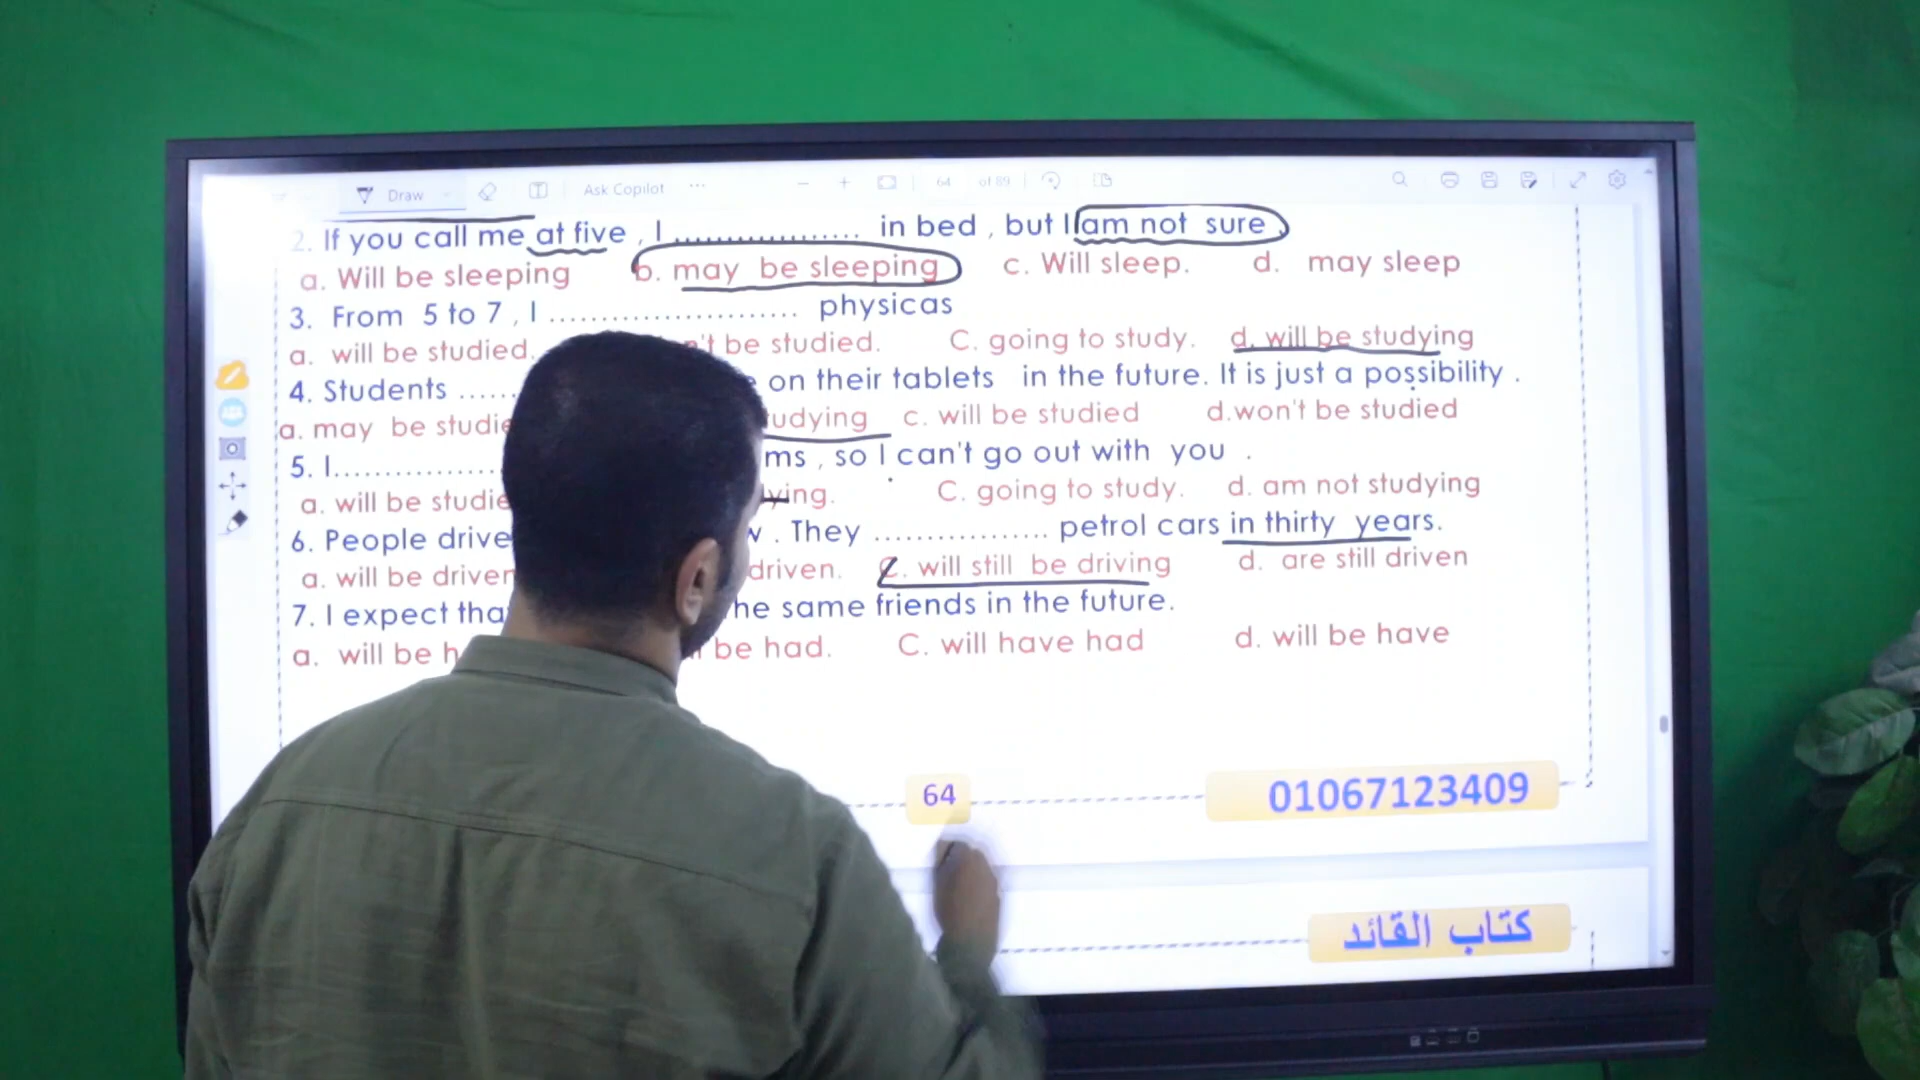 Draw Ask Copilot ... 64 of 89
2. If you call me at five , I .................. in bed , but I am not sure .
a. Will be sleeping b. may be sleeping c. Will sleep. d. may sleep
3. From 5 to 7 , I ........................ physicas
a. will be studied. 't be studied. C. going to study. d. will be studying
4. Students ...... on their tablets in the future. It is just a possibility .
a. may be udying c. will be studied d.won't be studied
5. I.................. , so I can't go out with you .
a. will be ying. C. going to study. d. am not studying
6. People . They ................. petrol cars in thirty years.
a. will be driven. C. will still be driving d. are still driven
7. I expect he same friends in the future.
a. will be be had. C. will have had d. will be have
64
01067123409
كتاب القائد